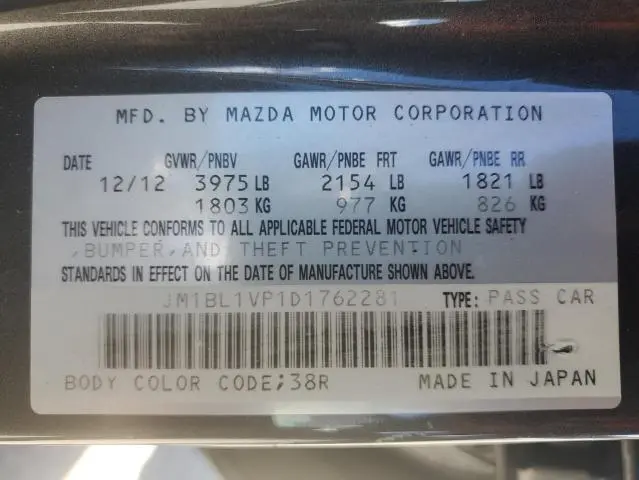 MFD. BY MAZDA MOTOR CORPORATION
DATE GVWR/PNBV GAWR/PNBE FRT GAWR/PNBE RR
12/12 3975 LB 2154 LB 1821 LB
1803 KG 977 KG 826 KG
THIS VEHICLE CONFORMS TO ALL APPLICABLE FEDERAL MOTOR VEHICLE SAFETY
,BUMPER,AND THEFT PREVENTION
STANDARDS IN EFFECT ON THE DATE OF MANUFACTURE SHOWN ABOVE.
JM1BL1VP1D1762281 TYPE: PASS CAR
BODY COLOR CODE;38R MADE IN JAPAN